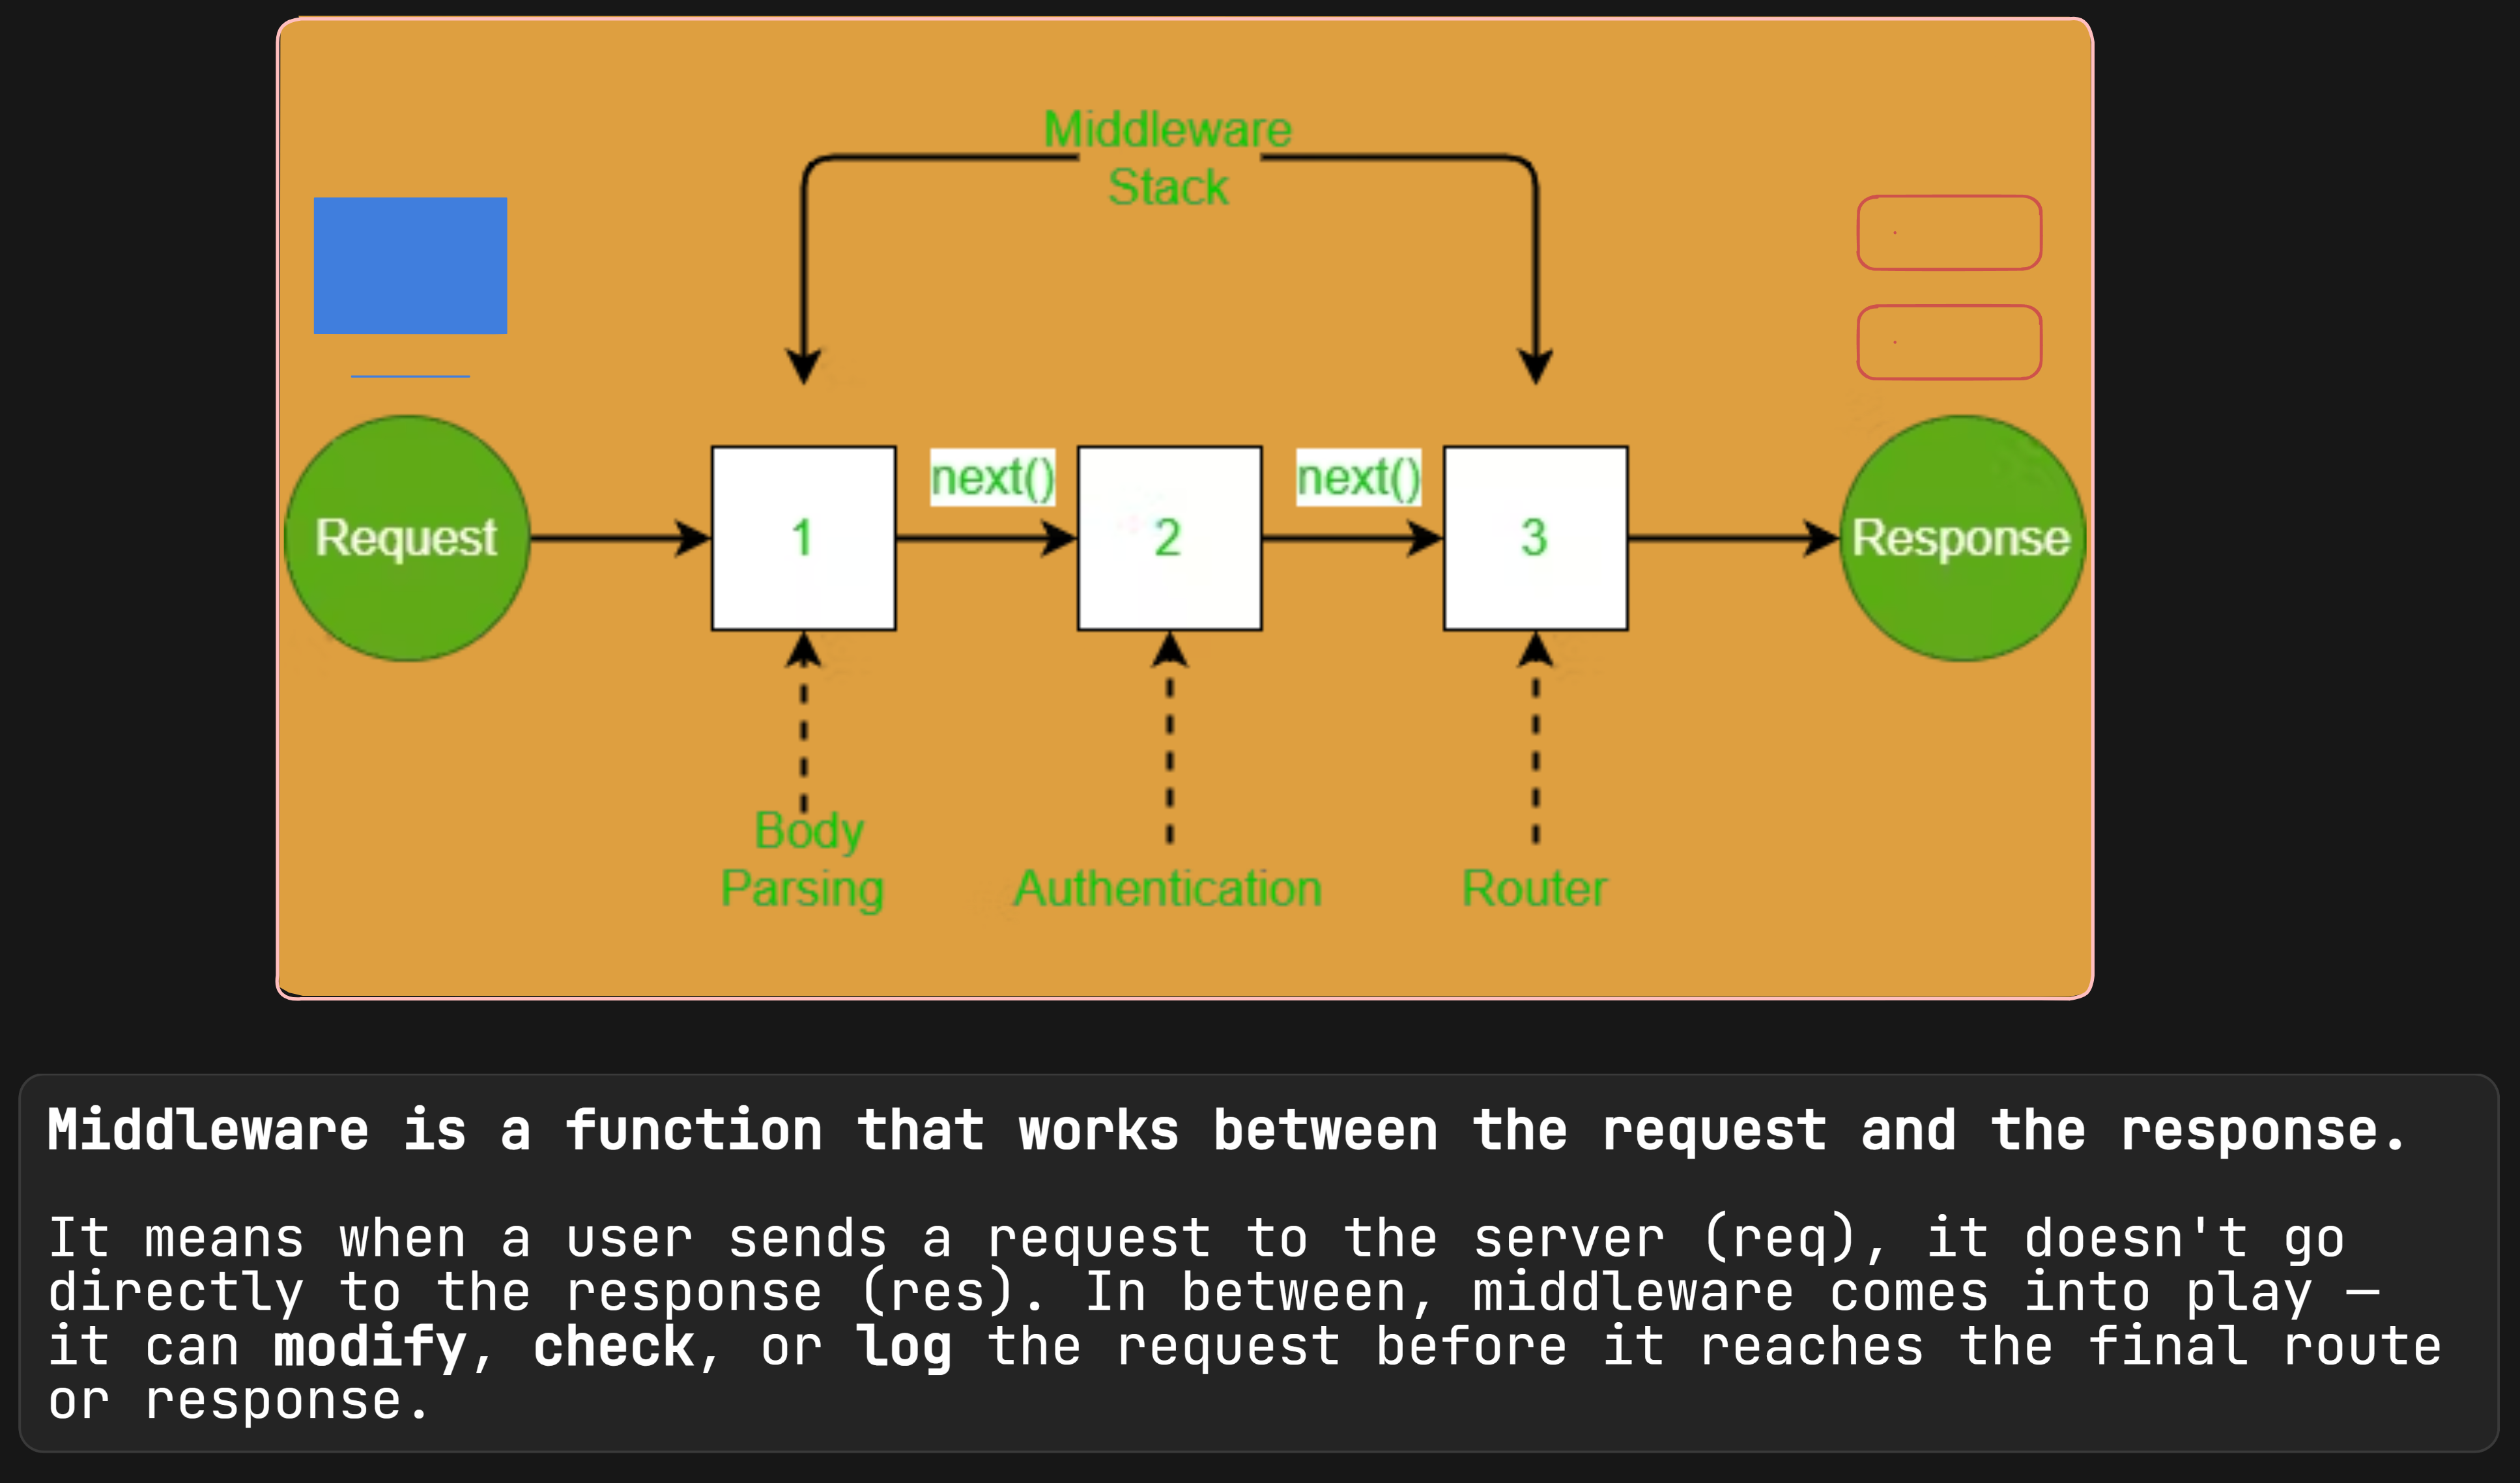 Middleware
Stack
next()
next()
Request
1
2
3
Response
Body
Parsing
Authentication
Router
Middleware is a function that works between the request and the response.
It means when a user sends a request to the server (req), it doesn't go
directly to the response (res). In between, middleware comes into play —
it can modify, check, or log the request before it reaches the final route
or response.